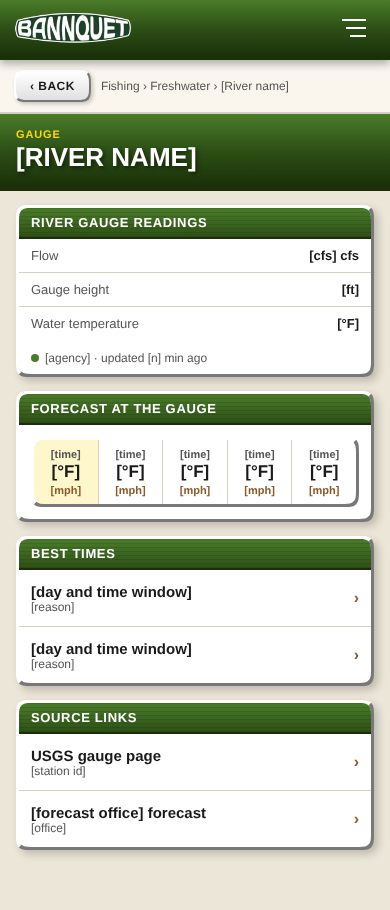 BANNQUET
‹ BACK
Fishing › Freshwater › [River name]
GAUGE
[RIVER NAME]
RIVER GAUGE READINGS
Flow [cfs] cfs
Gauge height [ft]
Water temperature [°F]
[agency] · updated [n] min ago
FORECAST AT THE GAUGE
[time] [time] [time] [time] [time]
[°F] [°F] [°F] [°F] [°F]
[mph] [mph] [mph] [mph] [mph]
BEST TIMES
[day and time window]
[reason]
›
[day and time window]
[reason]
›
SOURCE LINKS
USGS gauge page
[station id]
›
[forecast office] forecast
[office]
›